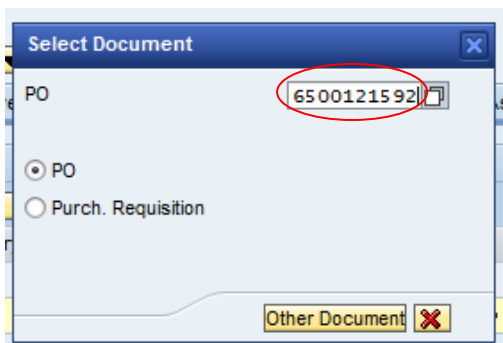 Select Document
PO 6500121592
PO
Purch. Requisition
Other Document